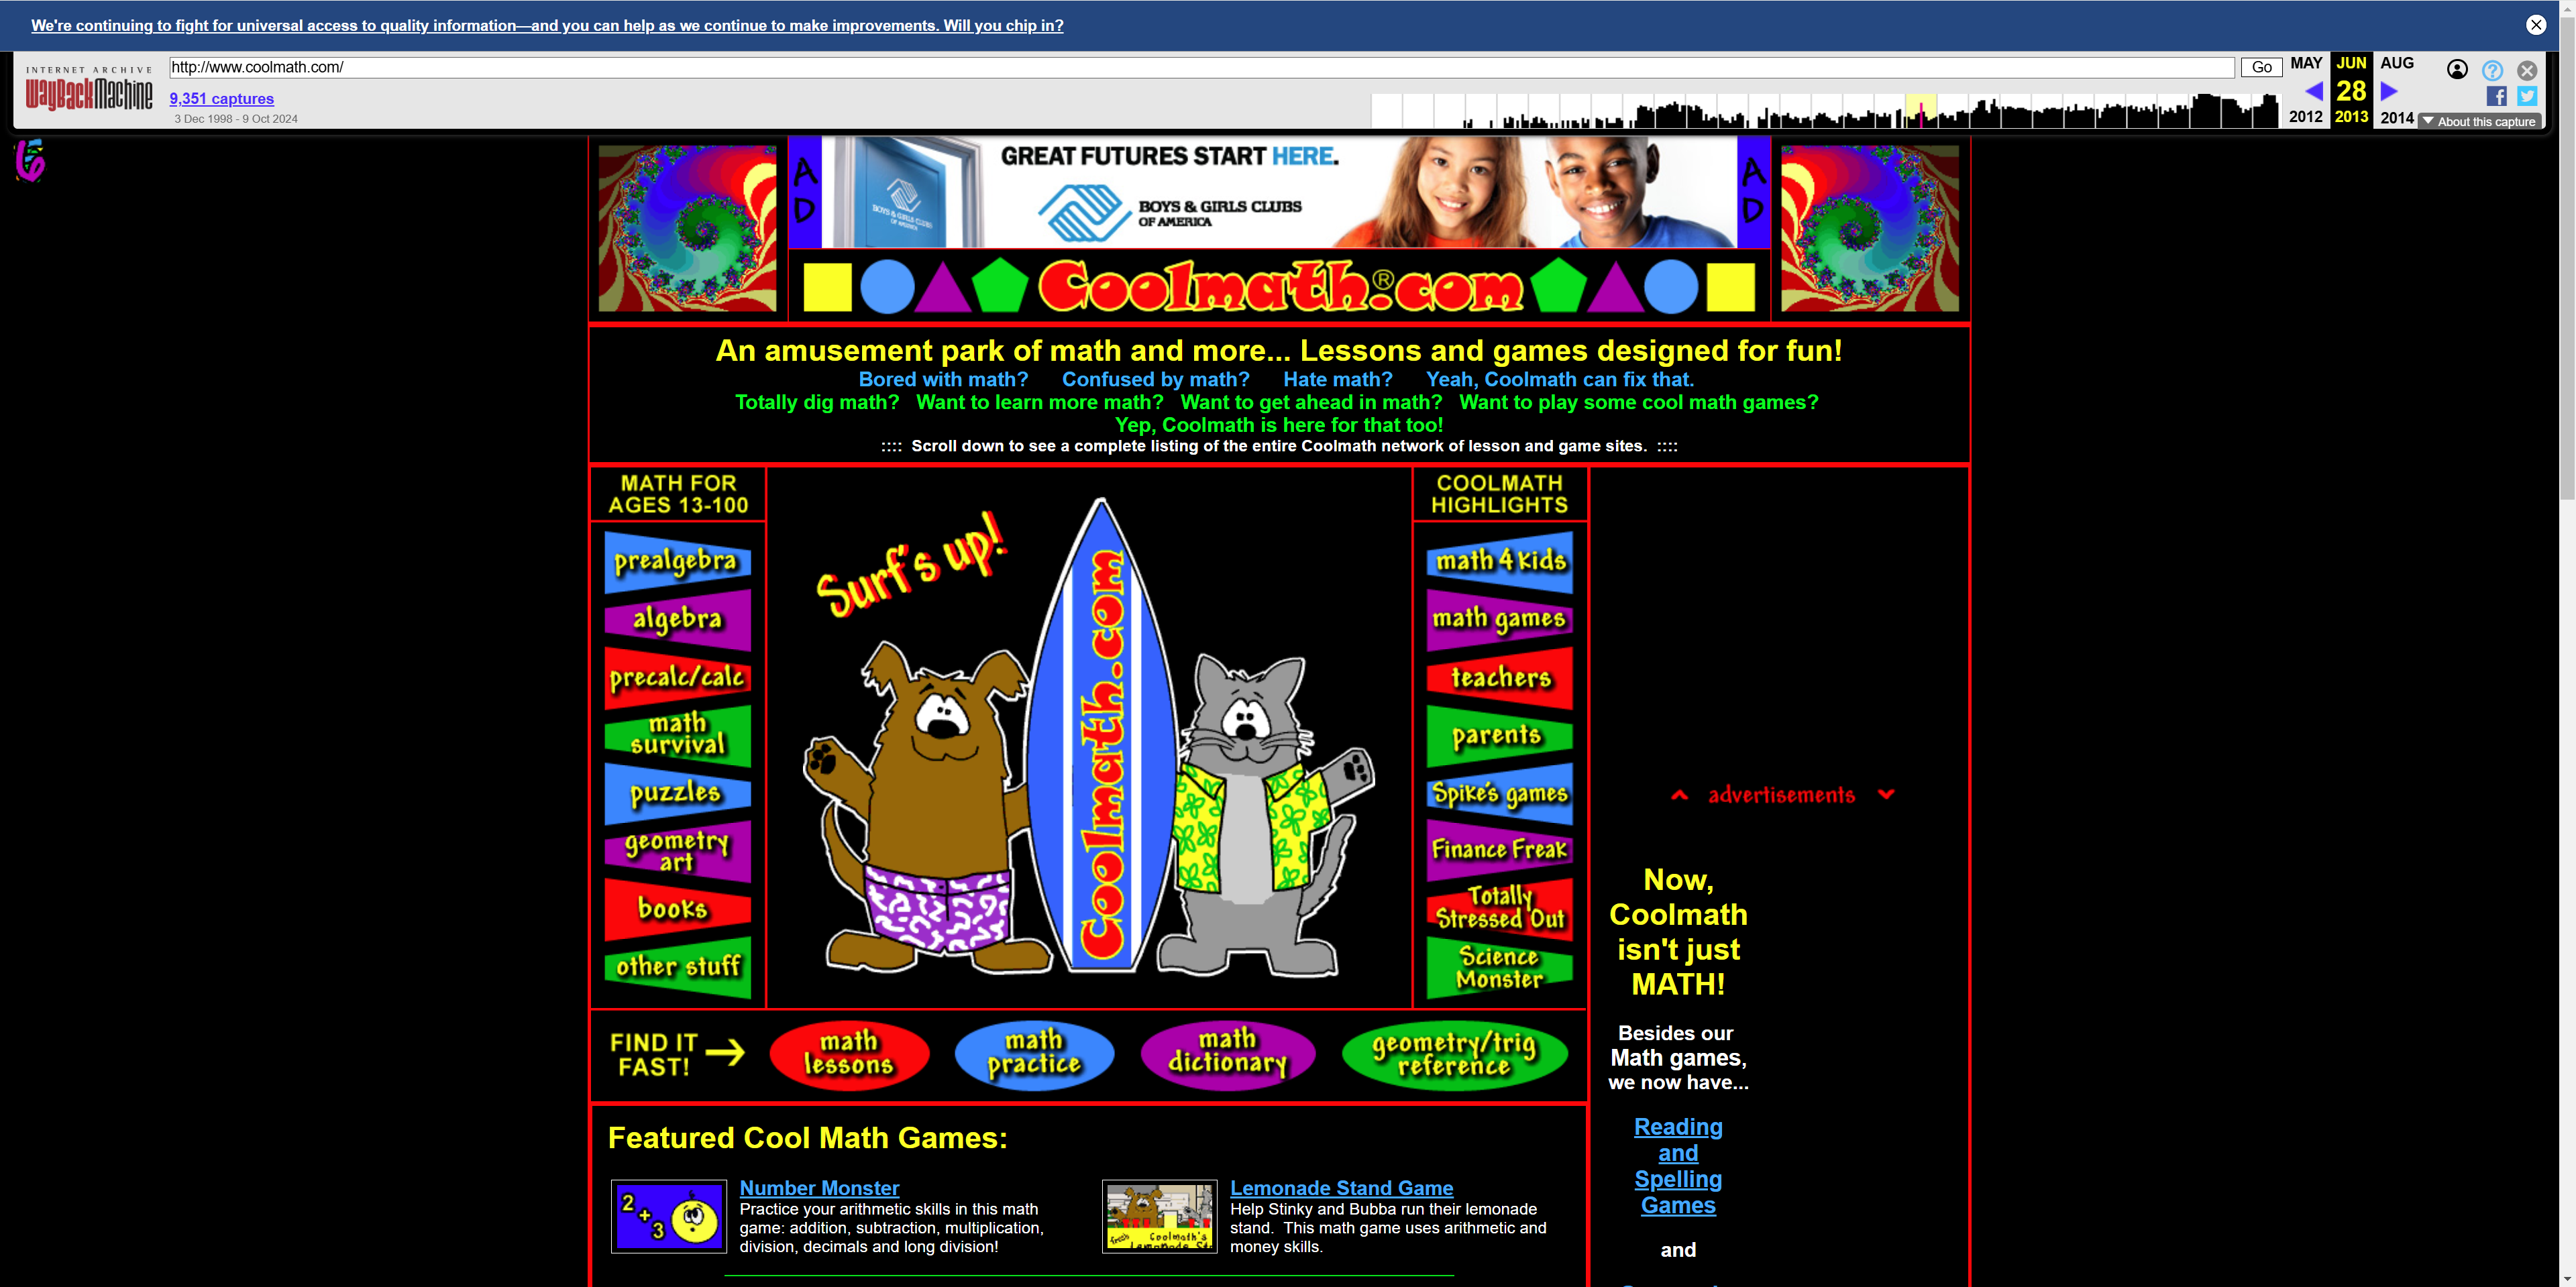 We're continuing to fight for universal access to quality information—and you can help as we continue to make improvements. Will you chip in?
INTERNET ARCHIVE
WayBackMachine
http://www.coolmath.com/
Go
MAY
JUN
AUG
9,351 captures
28
3 Dec 1998 - 9 Oct 2024
2012
2013
2014
About this capture
AD
GREAT FUTURES START HERE.
BOYS & GIRLS CLUBS
OF AMERICA
BOYS & GIRLS CLUBS
OF AMERICA
AD
Coolmath®.com
An amusement park of math and more... Lessons and games designed for fun!
Bored with math? Confused by math? Hate math? Yeah, Coolmath can fix that.
Totally dig math? Want to learn more math? Want to get ahead in math? Want to play some cool math games?
Yep, Coolmath is here for that too!
:::: Scroll down to see a complete listing of the entire Coolmath network of lesson and game sites. ::::
MATH FOR
AGES 13-100
prealgebra
algebra
precalc/calc
math
survival
puzzles
geometry
art
books
other stuff
Surf's up!
Coolmath.com
COOLMATH
HIGHLIGHTS
math 4 kids
math games
teachers
parents
Spike's games
Finance Freak
Totally
Stressed Out
Science
Monster
advertisements
Now,
Coolmath
isn't just
MATH!
Besides our
Math games,
we now have...
Reading
and
Spelling
Games
and
FIND IT
FAST!
math
lessons
math
practice
math
dictionary
geometry/trig
reference
Featured Cool Math Games:
2 + 3
Number Monster
Practice your arithmetic skills in this math
game: addition, subtraction, multiplication,
division, decimals and long division!
Coolmath's
Lemonade Stand Game
Help Stinky and Bubba run their lemonade
stand. This math game uses arithmetic and
money skills.